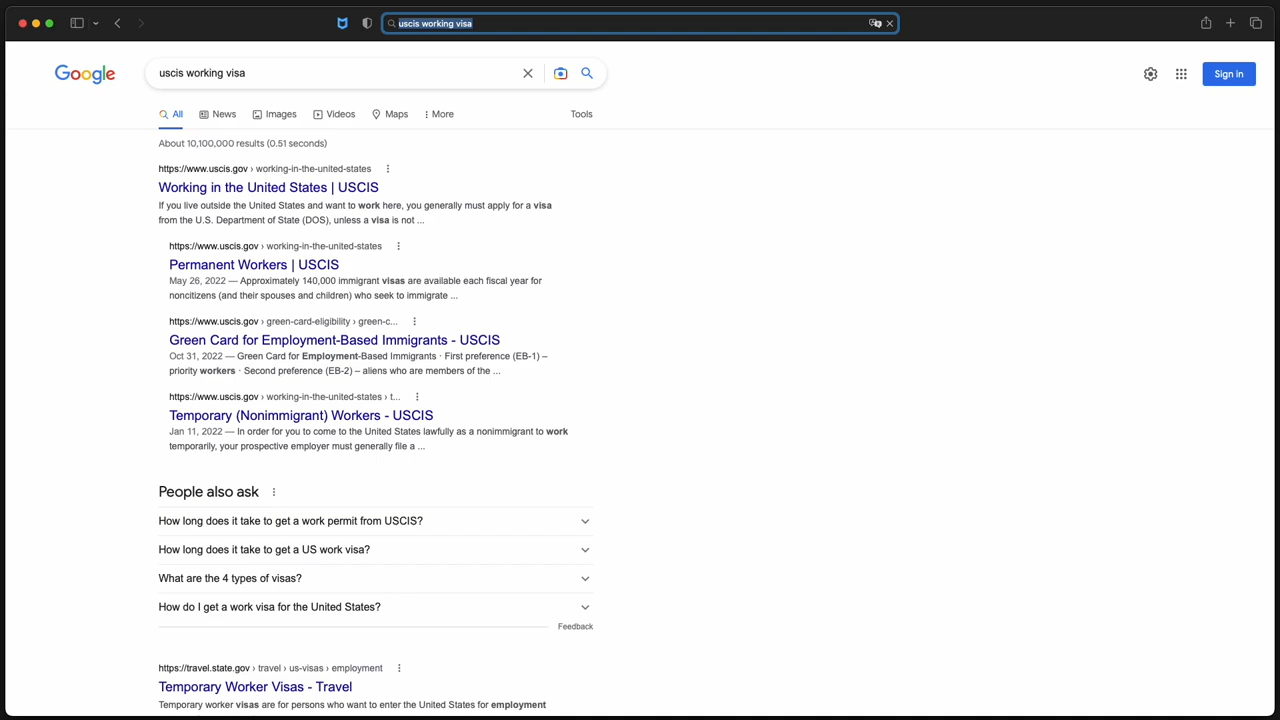 uscis working visa
Google
uscis working visa
Sign in
All News Images Videos Maps More Tools
About 10,100,000 results (0.51 seconds)
https://www.uscis.gov › working-in-the-united-states
Working in the United States | USCIS
If you live outside the United States and want to work here, you generally must apply for a visa
from the U.S. Department of State (DOS), unless a visa is not ...
https://www.uscis.gov › working-in-the-united-states
Permanent Workers | USCIS
May 26, 2022 — Approximately 140,000 immigrant visas are available each fiscal year for
noncitizens (and their spouses and children) who seek to immigrate ...
https://www.uscis.gov › green-card-eligibility › green-c...
Green Card for Employment-Based Immigrants - USCIS
Oct 31, 2022 — Green Card for Employment-Based Immigrants · First preference (EB-1) –
priority workers · Second preference (EB-2) – aliens who are members of the ...
https://www.uscis.gov › working-in-the-united-states › t...
Temporary (Nonimmigrant) Workers - USCIS
Jan 11, 2022 — In order for you to come to the United States lawfully as a nonimmigrant to work
temporarily, your prospective employer must generally file a ...
People also ask
How long does it take to get a work permit from USCIS?
How long does it take to get a US work visa?
What are the 4 types of visas?
How do I get a work visa for the United States?
Feedback
https://travel.state.gov › travel › us-visas › employment
Temporary Worker Visas - Travel
Temporary worker visas are for persons who want to enter the United States for employment